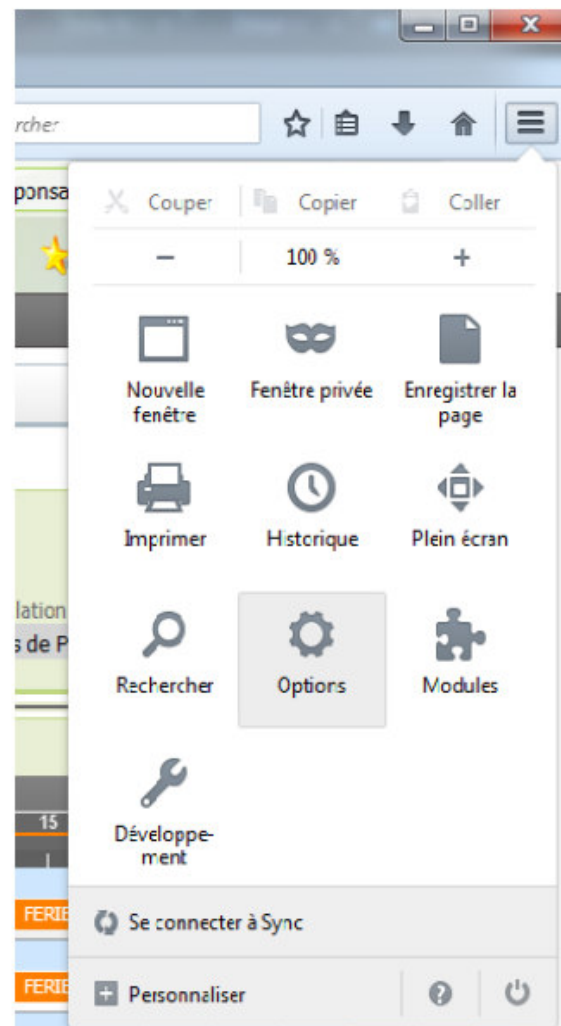 rcher
ponsa
Couper Copier Coller
− 100 % +
Nouvelle fenêtre
Fenêtre privée
Enregistrer la page
Imprimer
Historique
Plein écran
lation
s de P
Rechercher
Options
Modules
15
Développe-
ment
FERIE
Se connecter à Sync
FERIE
Personnaliser